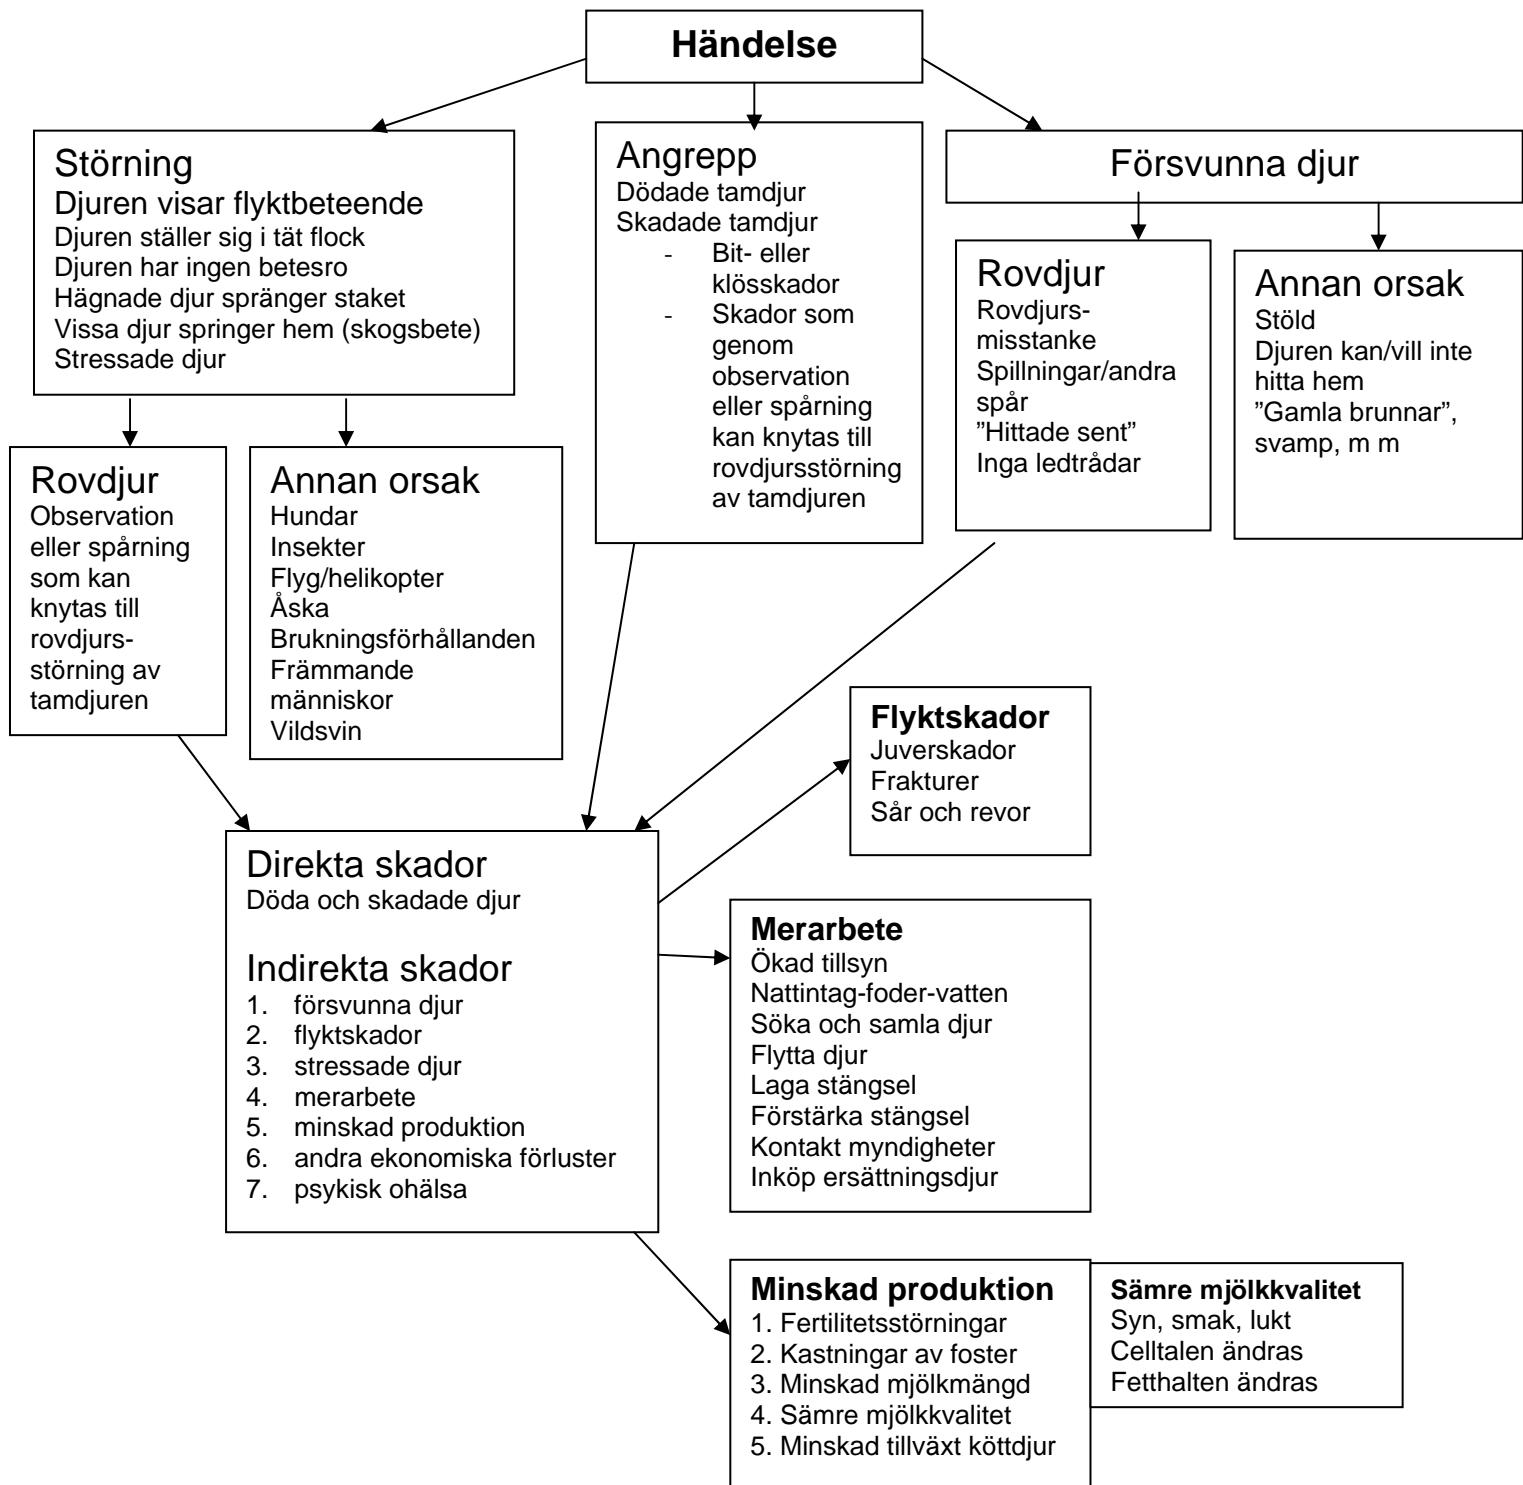 Händelse
Störning
Djuren visar flyktbeteende
Djuren ställer sig i tät flock
Djuren har ingen betesro
Hägnade djur spränger staket
Vissa djur springer hem (skogsbete)
Stressade djur
Angrepp
Dödade tamdjur
Skadade tamdjur
- Bit- eller
klösskador
- Skador som
genom
observation
eller spårning
kan knytas till
rovdjursstörning
av tamdjuren
Försvunna djur
Rovdjur
Rovdjurs-
misstanke
Spillningar/andra
spår
”Hittade sent”
Inga ledtrådar
Annan orsak
Stöld
Djuren kan/vill inte
hitta hem
”Gamla brunnar”,
svamp, m m
Rovdjur
Observation
eller spårning
som kan
knytas till
rovdjurs-
störning av
tamdjuren
Annan orsak
Hundar
Insekter
Flyg/helikopter
Åska
Brukningsförhållanden
Främmande
människor
Vildsvin
Direkta skador
Döda och skadade djur
Indirekta skador
1. försvunna djur
2. flyktskador
3. stressade djur
4. merarbete
5. minskad produktion
6. andra ekonomiska förluster
7. psykisk ohälsa
Flyktskador
Juverskador
Frakturer
Sår och revor
Merarbete
Ökad tillsyn
Nattintag-foder-vatten
Söka och samla djur
Flytta djur
Laga stängsel
Förstärka stängsel
Kontakt myndigheter
Inköp ersättningsdjur
Minskad produktion
1. Fertilitetsstörningar
2. Kastningar av foster
3. Minskad mjölkmängd
4. Sämre mjölkkvalitet
5. Minskad tillväxt köttdjur
Sämre mjölkkvalitet
Syn, smak, lukt
Celltalen ändras
Fetthalten ändras